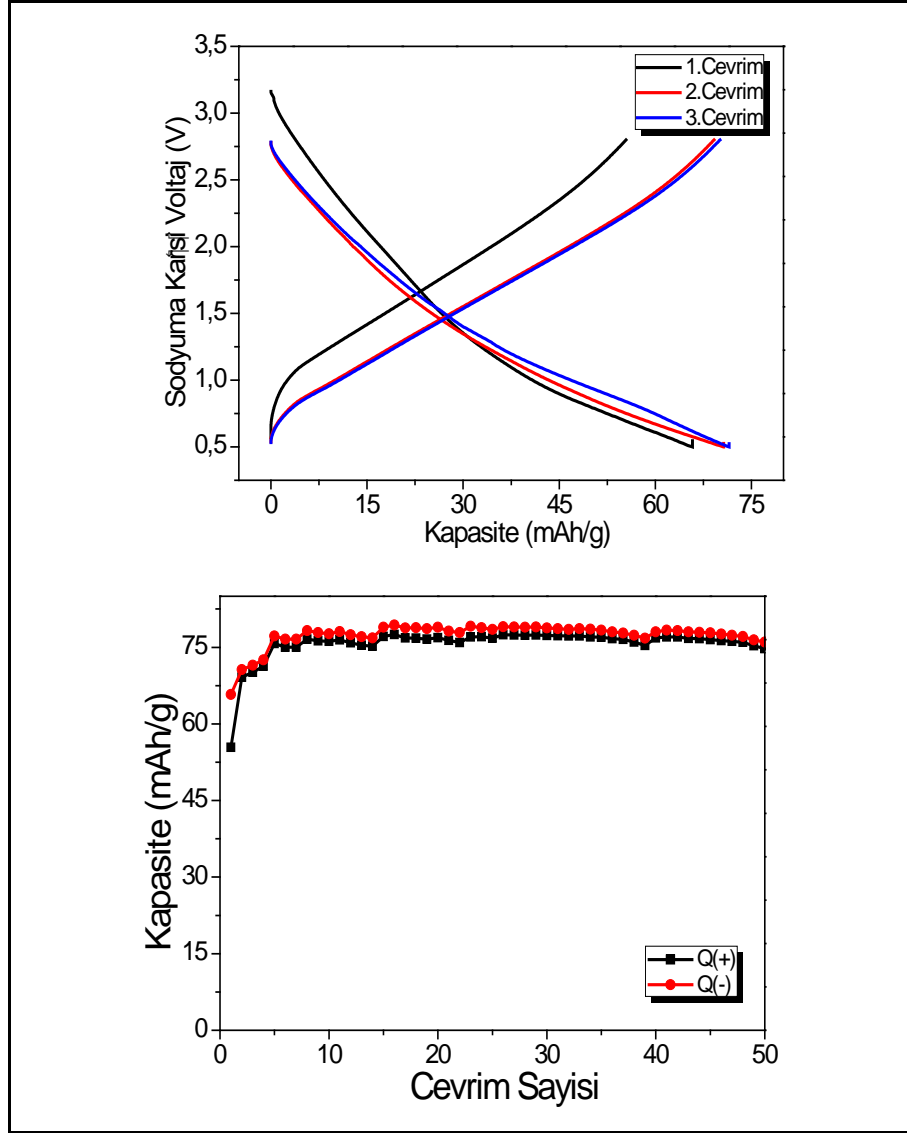 3,5
3,0
2,5
2,0
1,5
1,0
0,5
Sodyuma Karısı Voltaj (V)
1.Cevrim
2.Cevrim
3.Cevrim
0 15 30 45 60 75
Kapasite (mAh/g)
75
60
45
30
15
0
Kapasite (mAh/g)
Q(+)
Q(-)
0 10 20 30 40 50
Cevrim Sayisi